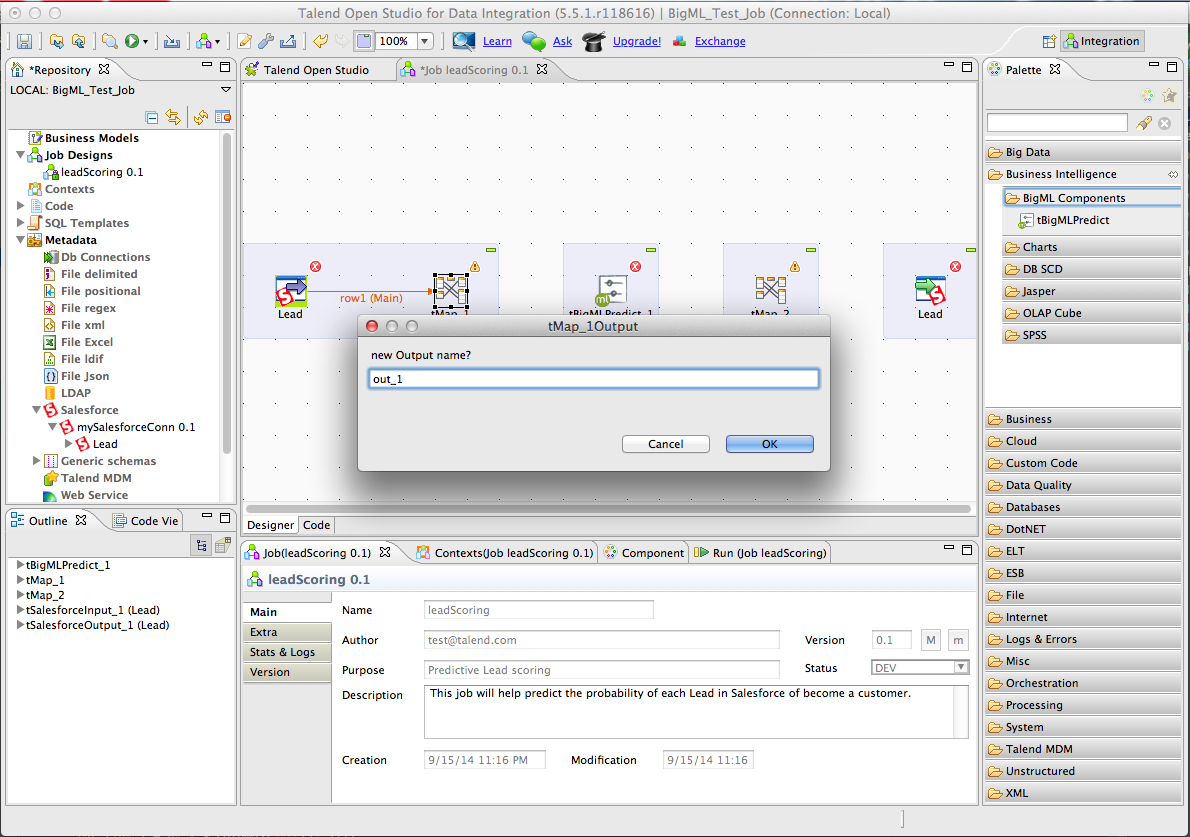 Talend Open Studio for Data Integration (5.5.1.r118616) | BigML_Test_Job (Connection: Local)
100%
Learn
Ask
Upgrade!
Exchange
Integration
*Repository
LOCAL: BigML_Test_Job
Business Models
Job Designs
leadScoring 0.1
Contexts
Code
SQL Templates
Metadata
Db Connections
File delimited
File positional
File regex
File xml
File Excel
File ldif
File Json
LDAP
Salesforce
mySalesforceConn 0.1
Lead
Generic schemas
Talend MDM
Web Service
Outline
Code Vie
tBigMLPredict_1
tMap_1
tMap_2
tSalesforceInput_1 (Lead)
tSalesforceOutput_1 (Lead)
Talend Open Studio
*Job leadScoring 0.1
Lead
row1 (Main)
tMap_1
ml
tBigMLPredict_1
tMap_2
Lead
tMap_1Output
new Output name?
out_1
Cancel
OK
Designer
Code
Job(leadScoring 0.1)
Contexts(Job leadScoring 0.1)
Component
Run (Job leadScoring)
leadScoring 0.1
Main
Extra
Stats & Logs
Version
Name
leadScoring
Author
test@talend.com
Version
0.1
M
m
Purpose
Predictive Lead scoring
Status
DEV
Description
This job will help predict the probability of each Lead in Salesforce of become a customer.
Creation
9/15/14 11:16 PM
Modification
9/15/14 11:16
Palette
Big Data
Business Intelligence
BigML Components
tBigMLPredict
Charts
DB SCD
Jasper
OLAP Cube
SPSS
Business
Cloud
Custom Code
Data Quality
Databases
DotNET
ELT
ESB
File
Internet
Logs & Errors
Misc
Orchestration
Processing
System
Talend MDM
Unstructured
XML